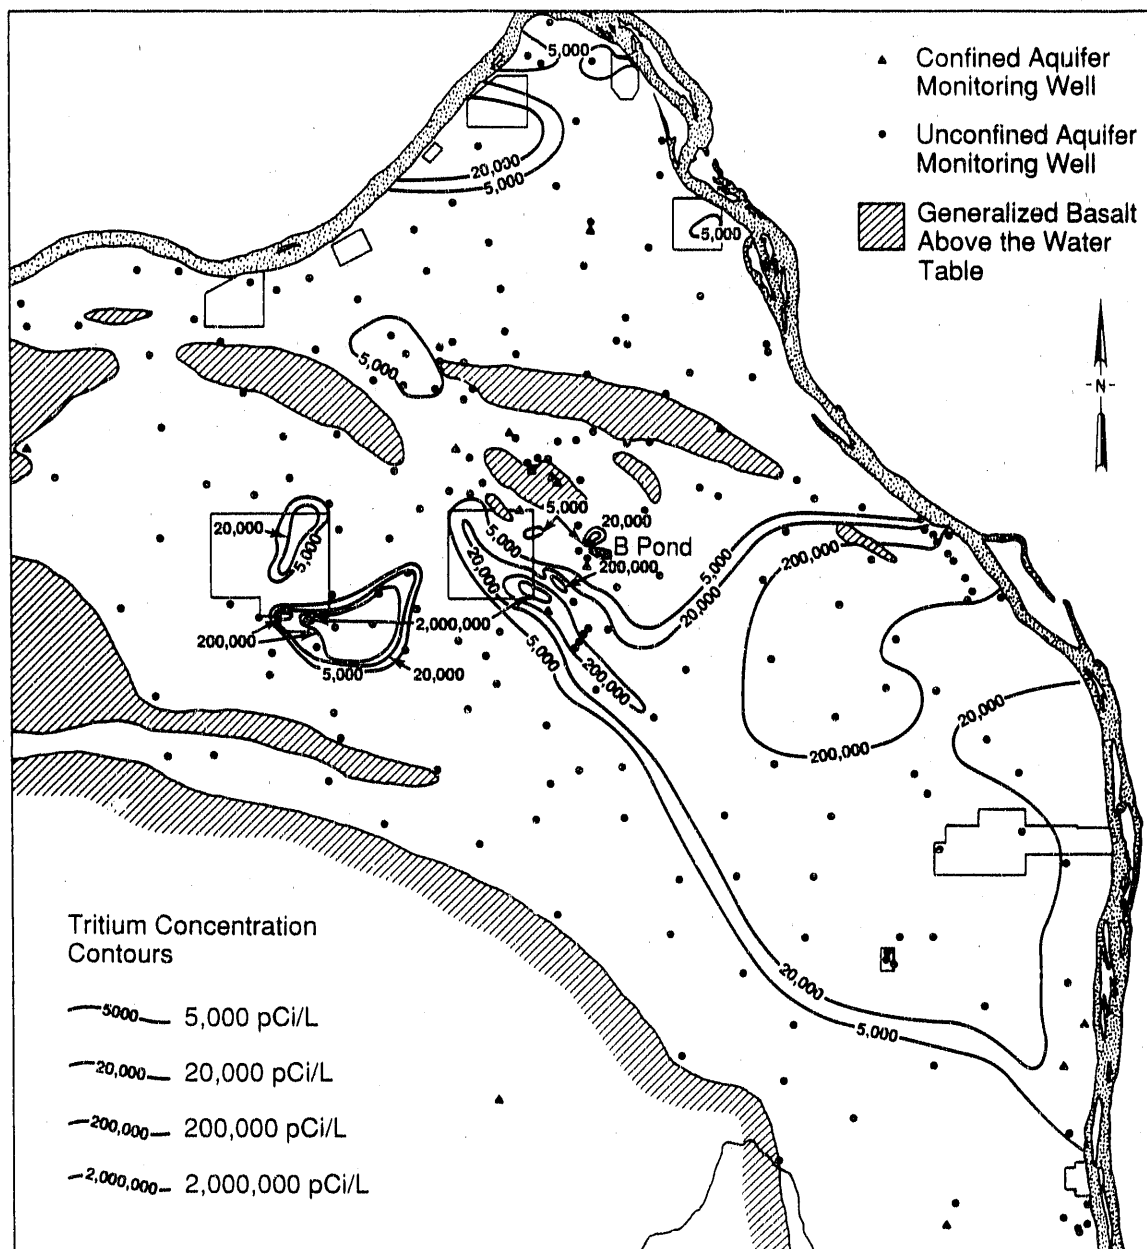 5,000
Confined Aquifer
Monitoring Well
Unconfined Aquifer
Monitoring Well
Generalized Basalt
Above the Water
Table
20,000
5,000
5,000
-N-
5,000
5,000
20,000
20,000
5,000
5,000
20,000
B Pond
200,000
5,000
20,000
200,000
2,000,000
200,000
5,000
20,000
5,000
200,000
20,000
200,000
20,000
5,000
Tritium Concentration
Contours
5000 5,000 pCi/L
20,000 20,000 pCi/L
200,000 200,000 pCi/L
2,000,000 2,000,000 pCi/L